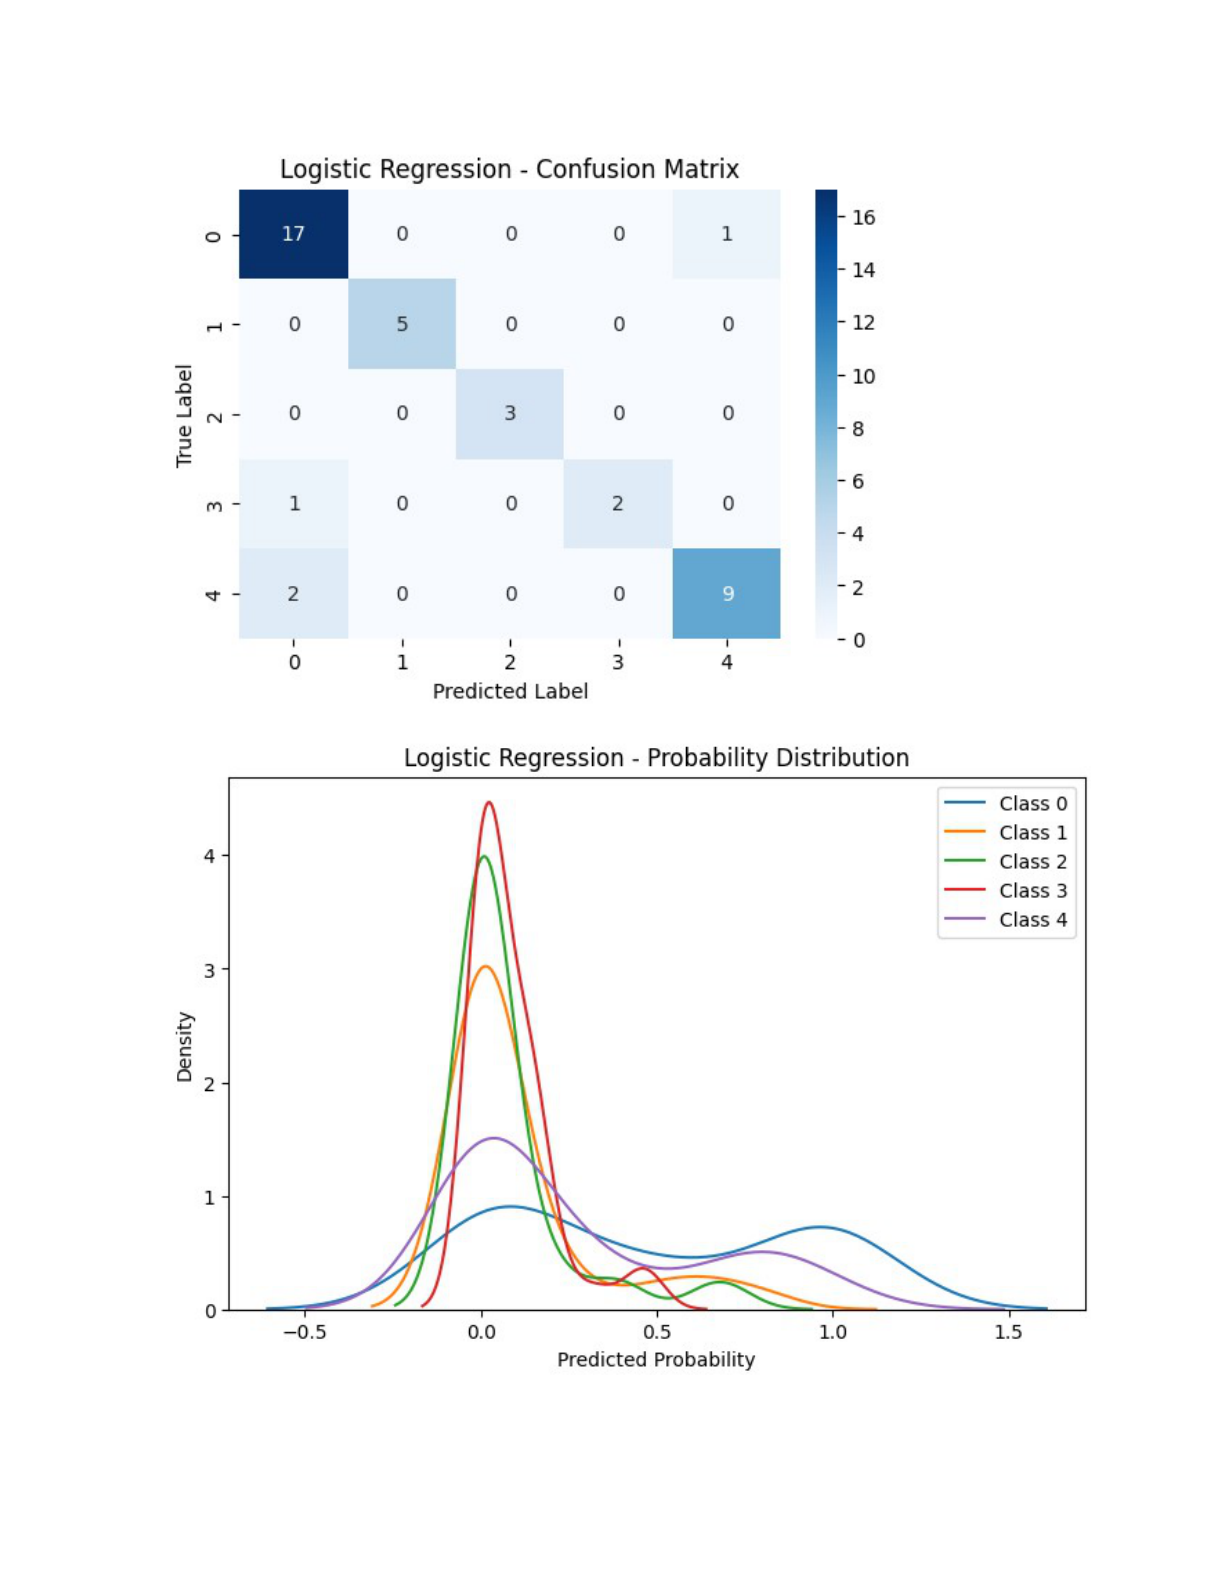 Logistic Regression - Confusion Matrix
17 0 0 0 1
0 5 0 0 0
0 0 3 0 0
1 0 0 2 0
2 0 0 0 9
0
1
2
3
4
True Label
0 1 2 3 4
Predicted Label
16
14
12
10
8
6
4
2
0
Logistic Regression - Probability Distribution
Class 0
Class 1
Class 2
Class 3
Class 4
4
3
2
1
0
Density
−0.5 0.0 0.5 1.0 1.5
Predicted Probability